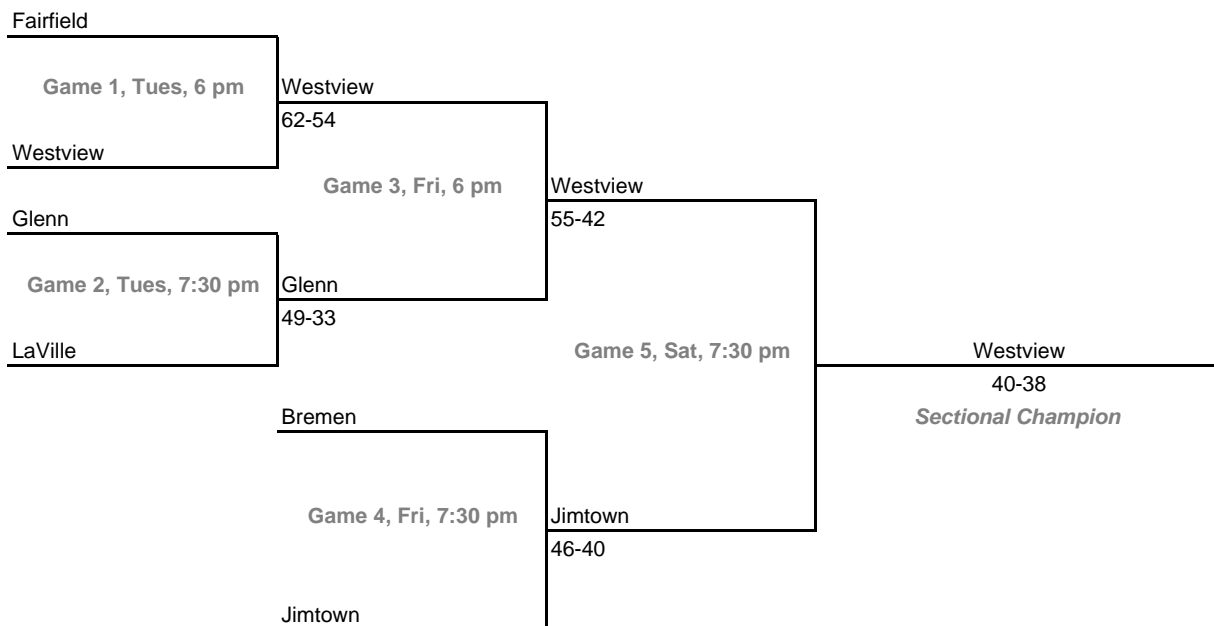 Fairfield
Game 1, Tues, 6 pm
Westview
62-54
Westview
Game 3, Fri, 6 pm
Westview
Glenn
55-42
Game 2, Tues, 7:30 pm
Glenn
49-33
LaVille
Game 5, Sat, 7:30 pm
Westview
40-38
Bremen
Sectional Champion
Game 4, Fri, 7:30 pm
Jimtown
46-40
Jimtown